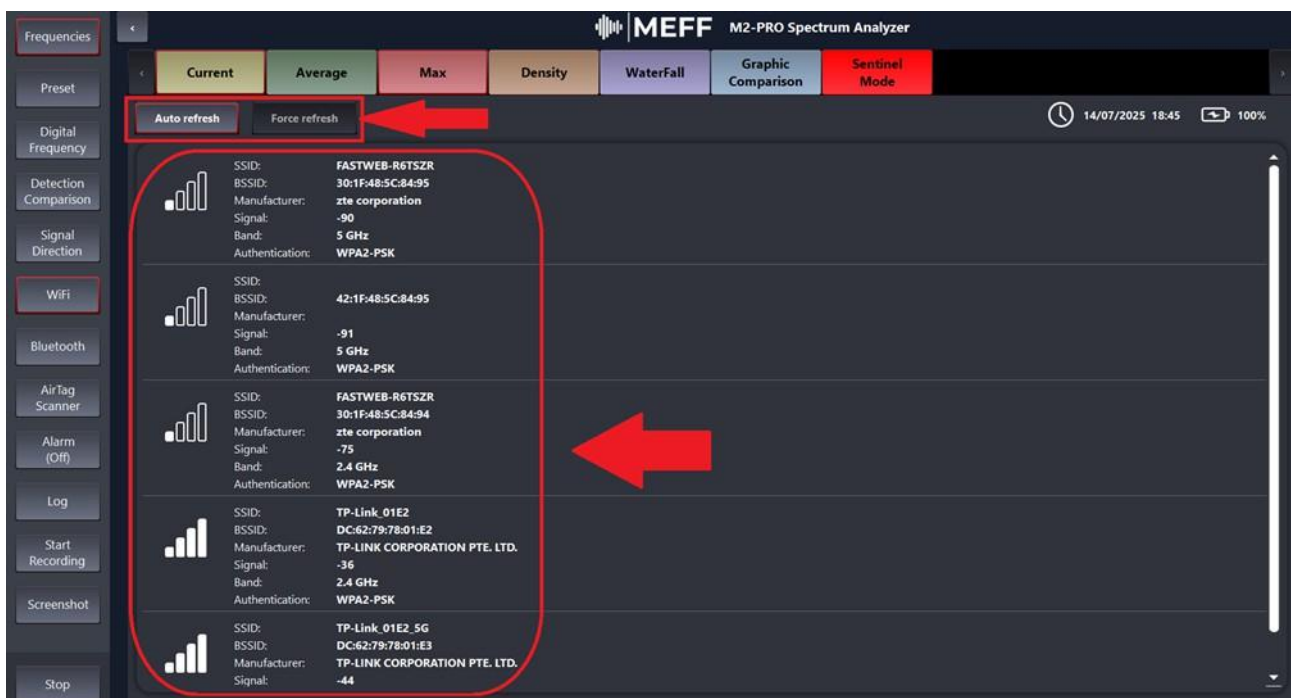 MEFF M2-PRO Spectrum Analyzer
Frequencies
Preset
Digital
Frequency
Detection
Comparison
Signal
Direction
WiFi
Bluetooth
AirTag
Scanner
Alarm
(Off)
Log
Start
Recording
Screenshot
Stop
Current
Average
Max
Density
WaterFall
Graphic
Comparison
Sentinel
Mode
Auto refresh
Force refresh
14/07/2025 18:45
100%
SSID: FASTWEB-R6TSZR
BSSID: 30:1F:48:5C:84:95
Manufacturer: zte corporation
Signal: -90
Band: 5 GHz
Authentication: WPA2-PSK
SSID:
BSSID: 42:1F:48:5C:84:95
Manufacturer:
Signal: -91
Band: 5 GHz
Authentication: WPA2-PSK
SSID: FASTWEB-R6TSZR
BSSID: 30:1F:48:5C:84:94
Manufacturer: zte corporation
Signal: -75
Band: 2.4 GHz
Authentication: WPA2-PSK
SSID: TP-Link_01E2
BSSID: DC:62:79:78:01:E2
Manufacturer: TP-LINK CORPORATION PTE. LTD.
Signal: -36
Band: 2.4 GHz
Authentication: WPA2-PSK
SSID: TP-Link_01E2_5G
BSSID: DC:62:79:78:01:E3
Manufacturer: TP-LINK CORPORATION PTE. LTD.
Signal: -44